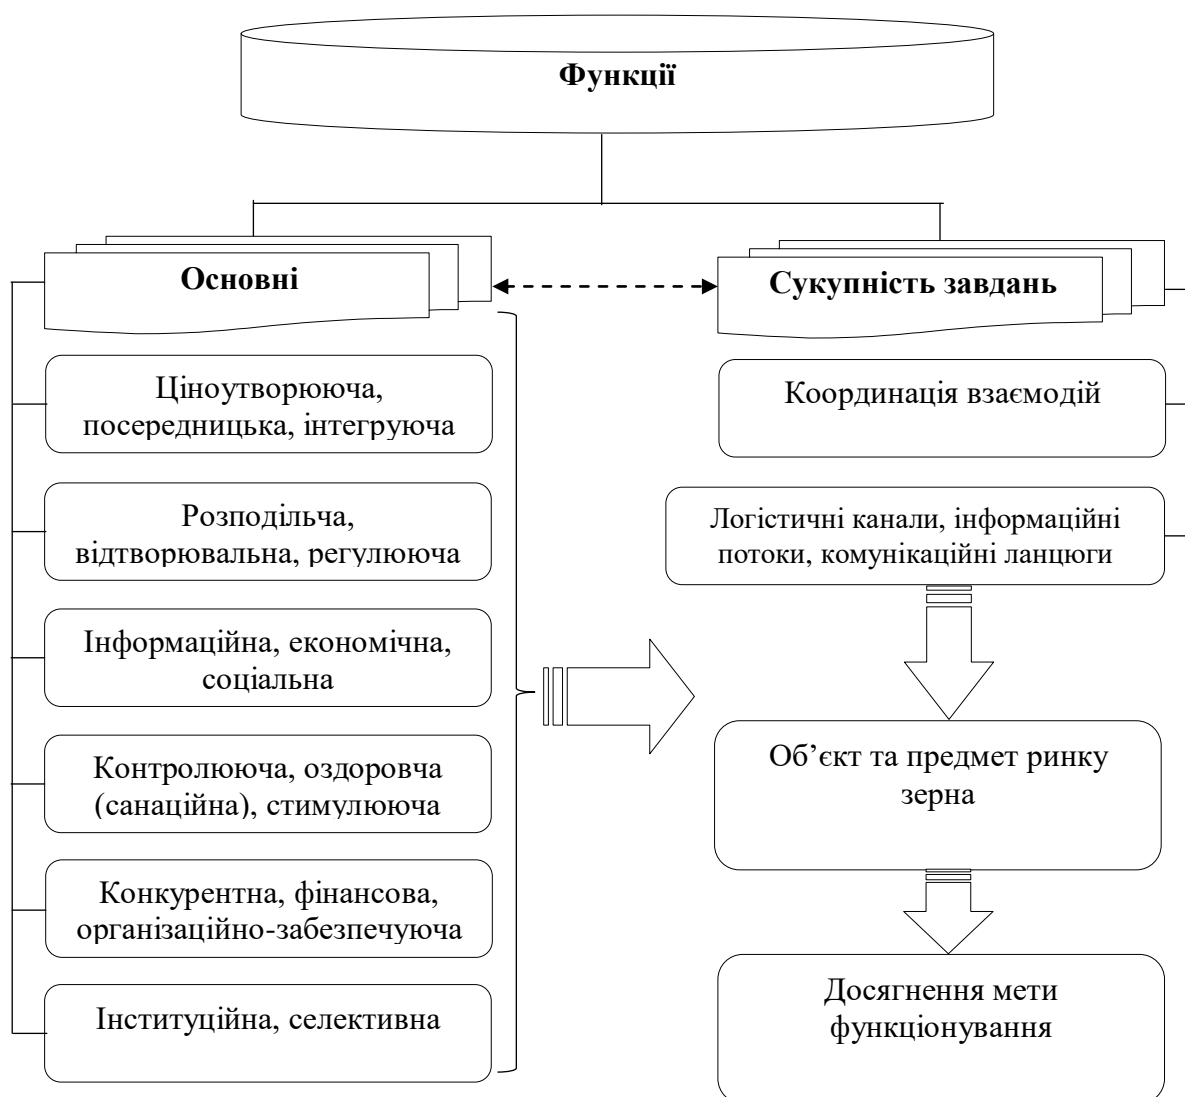 Функції
Основні
Сукупність завдань
Ціноутворююча,
посередницька, інтегруюча
Розподільча,
відтворювальна, регулююча
Інформаційна, економічна,
соціальна
Контролююча, оздоровча
(санаційна), стимулююча
Конкурентна, фінансова,
організаційно-забезпечуюча
Інституційна, селективна
Координація взаємодій
Логістичні канали, інформаційні
потоки, комунікаційні ланцюги
Об’єкт та предмет ринку
зерна
Досягнення мети
функціонування